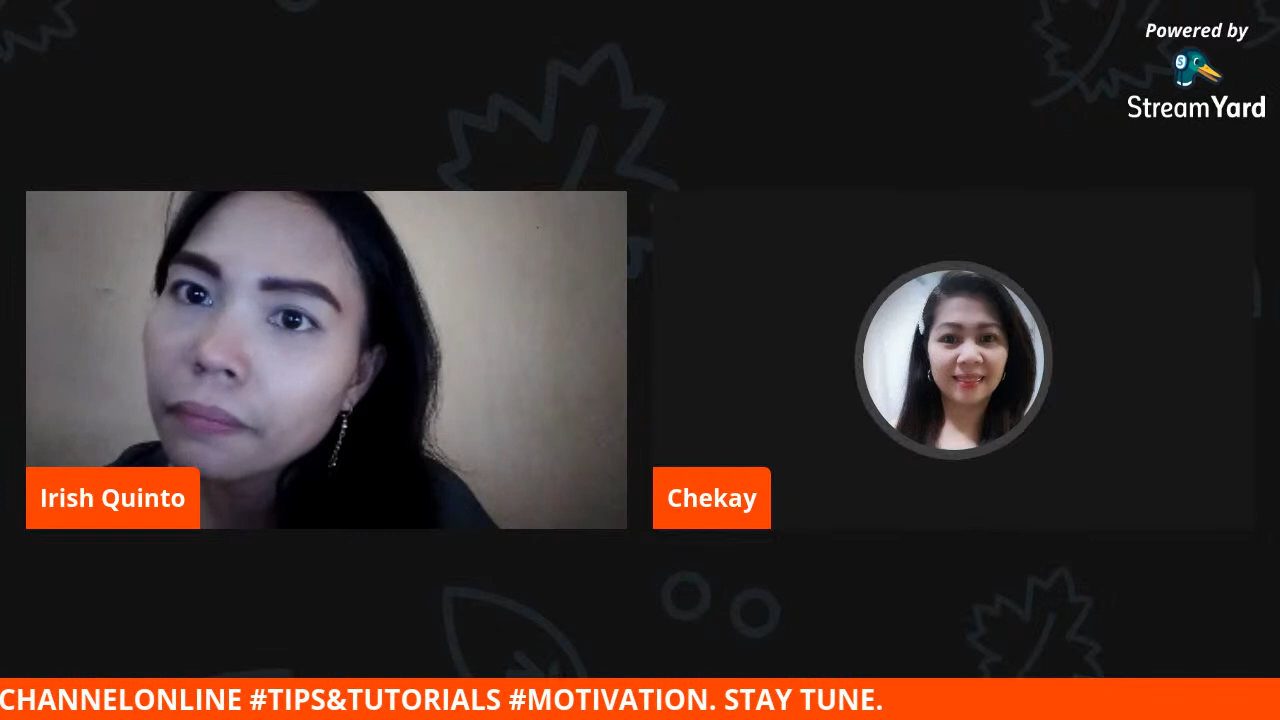 Powered by
StreamYard
Irish Quinto
Chekay
CHANNELONLINE #TIPS&TUTORIALS #MOTIVATION. STAY TUNE.